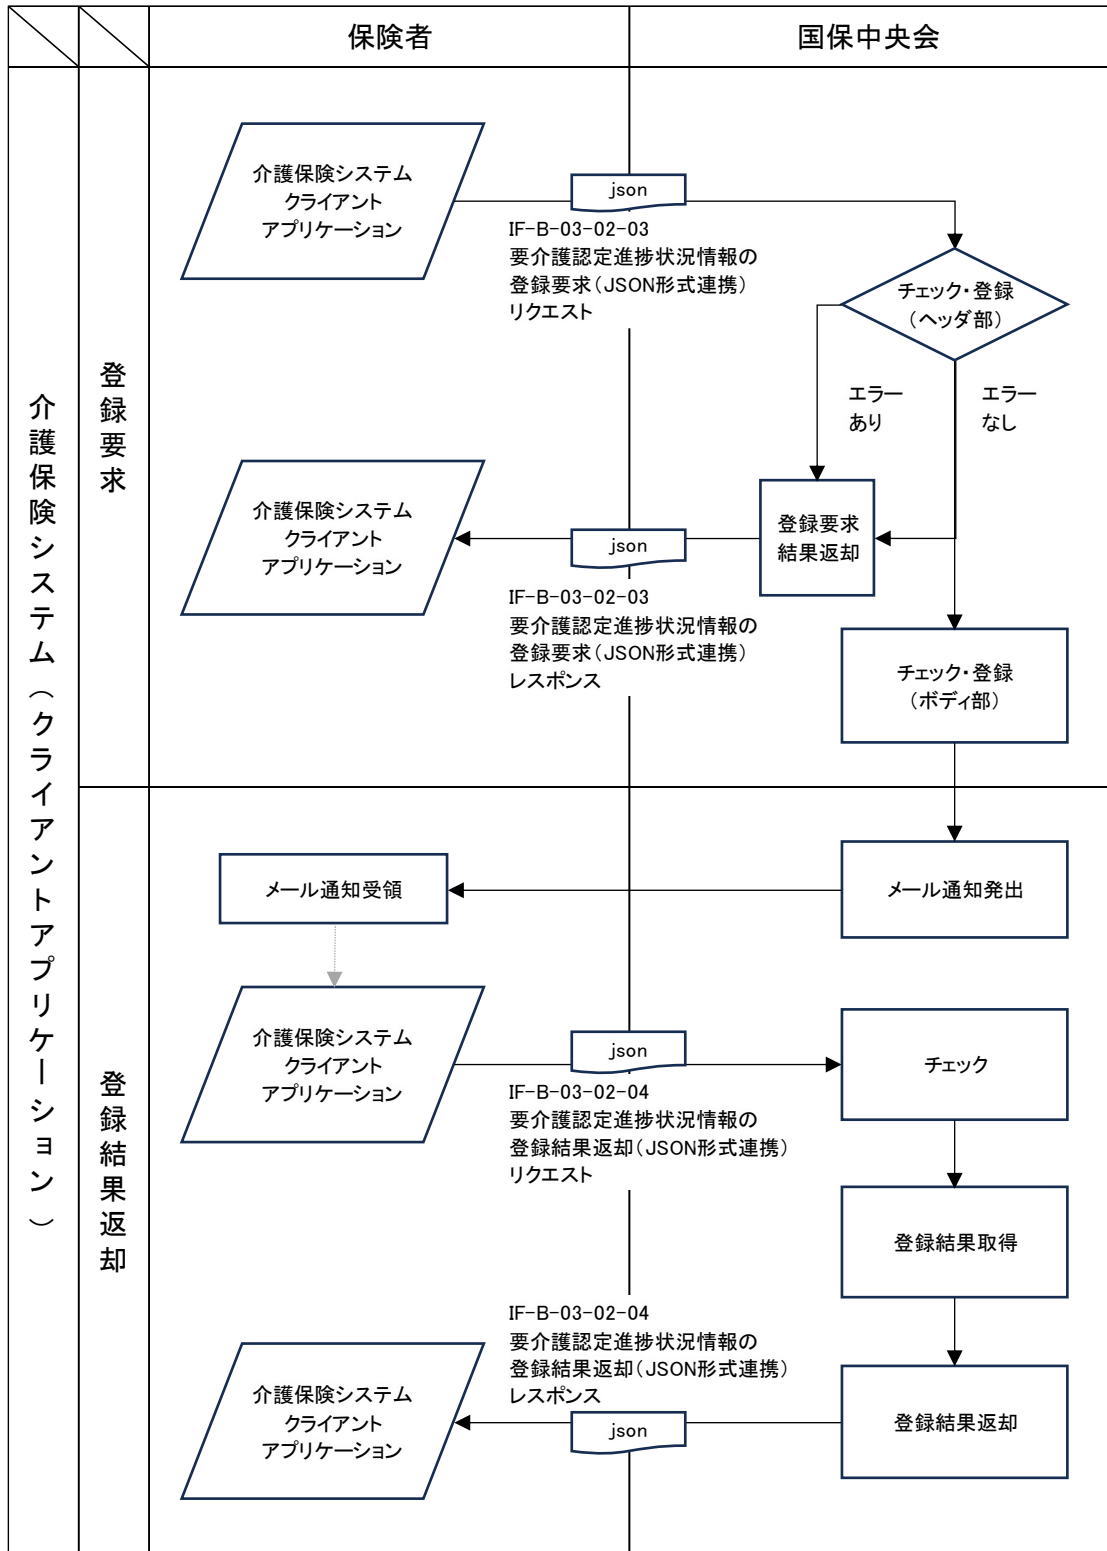 保険者
国保中央会
介護保険システム（クライアントアプリケーション）
登録要求
介護保険システム
クライアント
アプリケーション
json
IF-B-03-02-03
要介護認定進捗状況情報の
登録要求（JSON形式連携）
リクエスト
チェック・登録
（ヘッダ部）
エラー
あり
エラー
なし
介護保険システム
クライアント
アプリケーション
json
登録要求
結果返却
IF-B-03-02-03
要介護認定進捗状況情報の
登録要求（JSON形式連携）
レスポンス
チェック・登録
（ボディ部）
登録結果返却
メール通知受領
メール通知発出
介護保険システム
クライアント
アプリケーション
json
チェック
IF-B-03-02-04
要介護認定進捗状況情報の
登録結果返却（JSON形式連携）
リクエスト
登録結果取得
IF-B-03-02-04
要介護認定進捗状況情報の
登録結果返却（JSON形式連携）
レスポンス
介護保険システム
クライアント
アプリケーション
json
登録結果返却